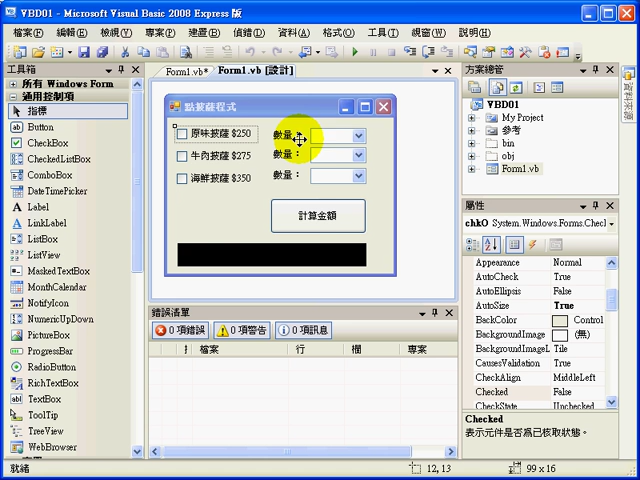 VBD01 - Microsoft Visual Basic 2008 Express 版
檔案(F) 編輯(E) 檢視(V) 專案(P) 建置(B) 偵錯(D) 資料(A) 格式(O) 工具(T) 視窗(W) 說明(H)
工具箱
所有 Windows Form
通用控制項
指標
Button
CheckBox
CheckedListBox
ComboBox
DateTimePicker
Label
LinkLabel
ListBox
ListView
MaskedTextBox
MonthCalendar
NotifyIcon
NumericUpDown
PictureBox
ProgressBar
RadioButton
RichTextBox
TextBox
ToolTip
TreeView
WebBrowser
Form1.vb* Form1.vb [設計]
點披薩程式
原味披薩 $250 數量：
牛肉披薩 $275 數量：
海鮮披薩 $350 數量：
計算金額
錯誤清單
0 項錯誤 0 項警告 0 項訊息
檔案 行 欄 專案
方案總管
VBD01
My Project
參考
bin
obj
Form1.vb
資料來源
屬性
chkO System.Windows.Forms.Checl
Appearance Normal
AutoCheck True
AutoEllipsis False
AutoSize True
BackColor Control
BackgroundImage (無)
BackgroundImageL Tile
CausesValidation True
CheckAlign MiddleLeft
Checked False
CheckState Unchecked
Checked
表示元件是否為已核取狀態。
就緒 12, 13 99 x 16